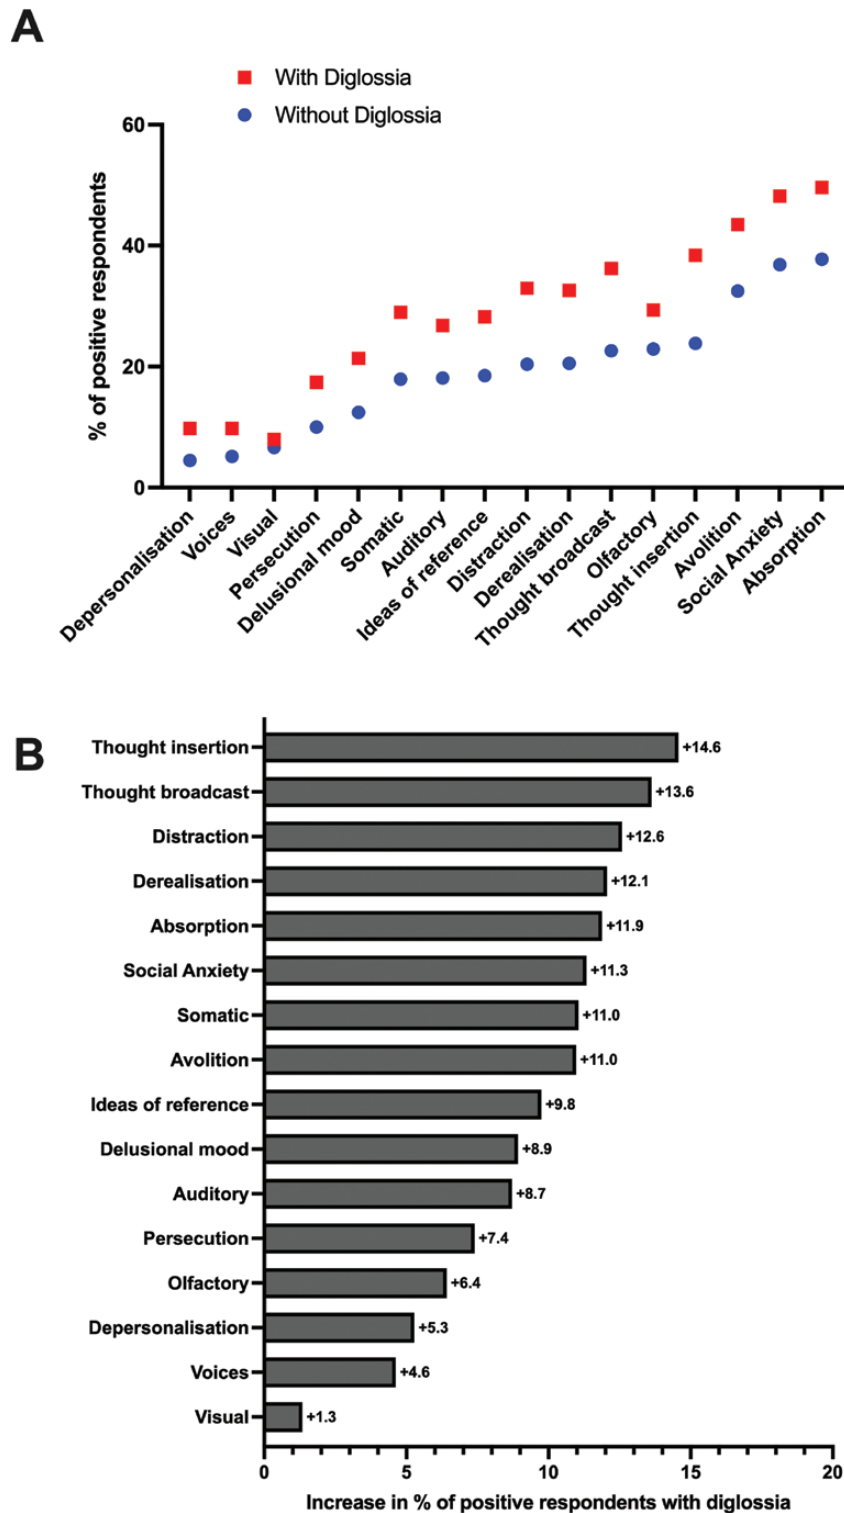 A
With Diglossia
Without Diglossia
% of positive respondents
60
40
20
0
Depersonalisation
Voices
Visual
Persecution
Delusional mood
Somatic
Auditory
Ideas of reference
Distraction
Derealisation
Thought broadcast
Olfactory
Thought insertion
Avolition
Social Anxiety
Absorption
B
Thought insertion +14.6
Thought broadcast +13.6
Distraction +12.6
Derealisation +12.1
Absorption +11.9
Social Anxiety +11.3
Somatic +11.0
Avolition +11.0
Ideas of reference +9.8
Delusional mood +8.9
Auditory +8.7
Persecution +7.4
Olfactory +6.4
Depersonalisation +5.3
Voices +4.6
Visual +1.3
0 5 10 15 20
Increase in % of positive respondents with diglossia